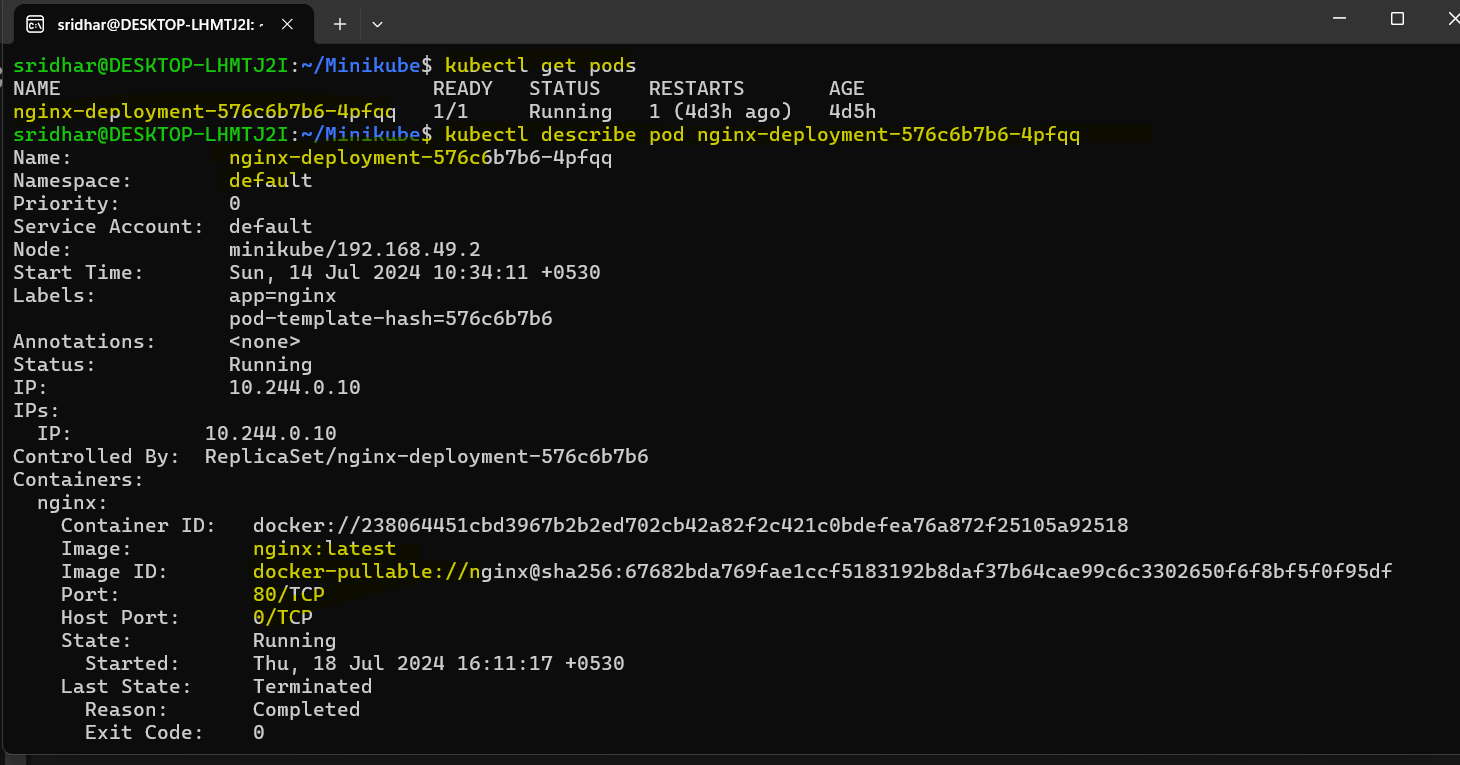 sridhar@DESKTOP-LHMTJ2I: ~
sridhar@DESKTOP-LHMTJ2I:~/Minikube$ kubectl get pods
NAME READY STATUS RESTARTS AGE
nginx-deployment-576c6b7b6-4pfqq 1/1 Running 1 (4d3h ago) 4d5h
sridhar@DESKTOP-LHMTJ2I:~/Minikube$ kubectl describe pod nginx-deployment-576c6b7b6-4pfqq
Name: nginx-deployment-576c6b7b6-4pfqq
Namespace: default
Priority: 0
Service Account: default
Node: minikube/192.168.49.2
Start Time: Sun, 14 Jul 2024 10:34:11 +0530
Labels: app=nginx
pod-template-hash=576c6b7b6
Annotations: <none>
Status: Running
IP: 10.244.0.10
IPs:
IP: 10.244.0.10
Controlled By: ReplicaSet/nginx-deployment-576c6b7b6
Containers:
nginx:
Container ID: docker://238064451cbd3967b2b2ed702cb42a82f2c421c0bdefea76a872f25105a92518
Image: nginx:latest
Image ID: docker-pullable://nginx@sha256:67682bda769fae1ccf5183192b8daf37b64cae99c6c3302650f6f8bf5f0f95df
Port: 80/TCP
Host Port: 0/TCP
State: Running
Started: Thu, 18 Jul 2024 16:11:17 +0530
Last State: Terminated
Reason: Completed
Exit Code: 0